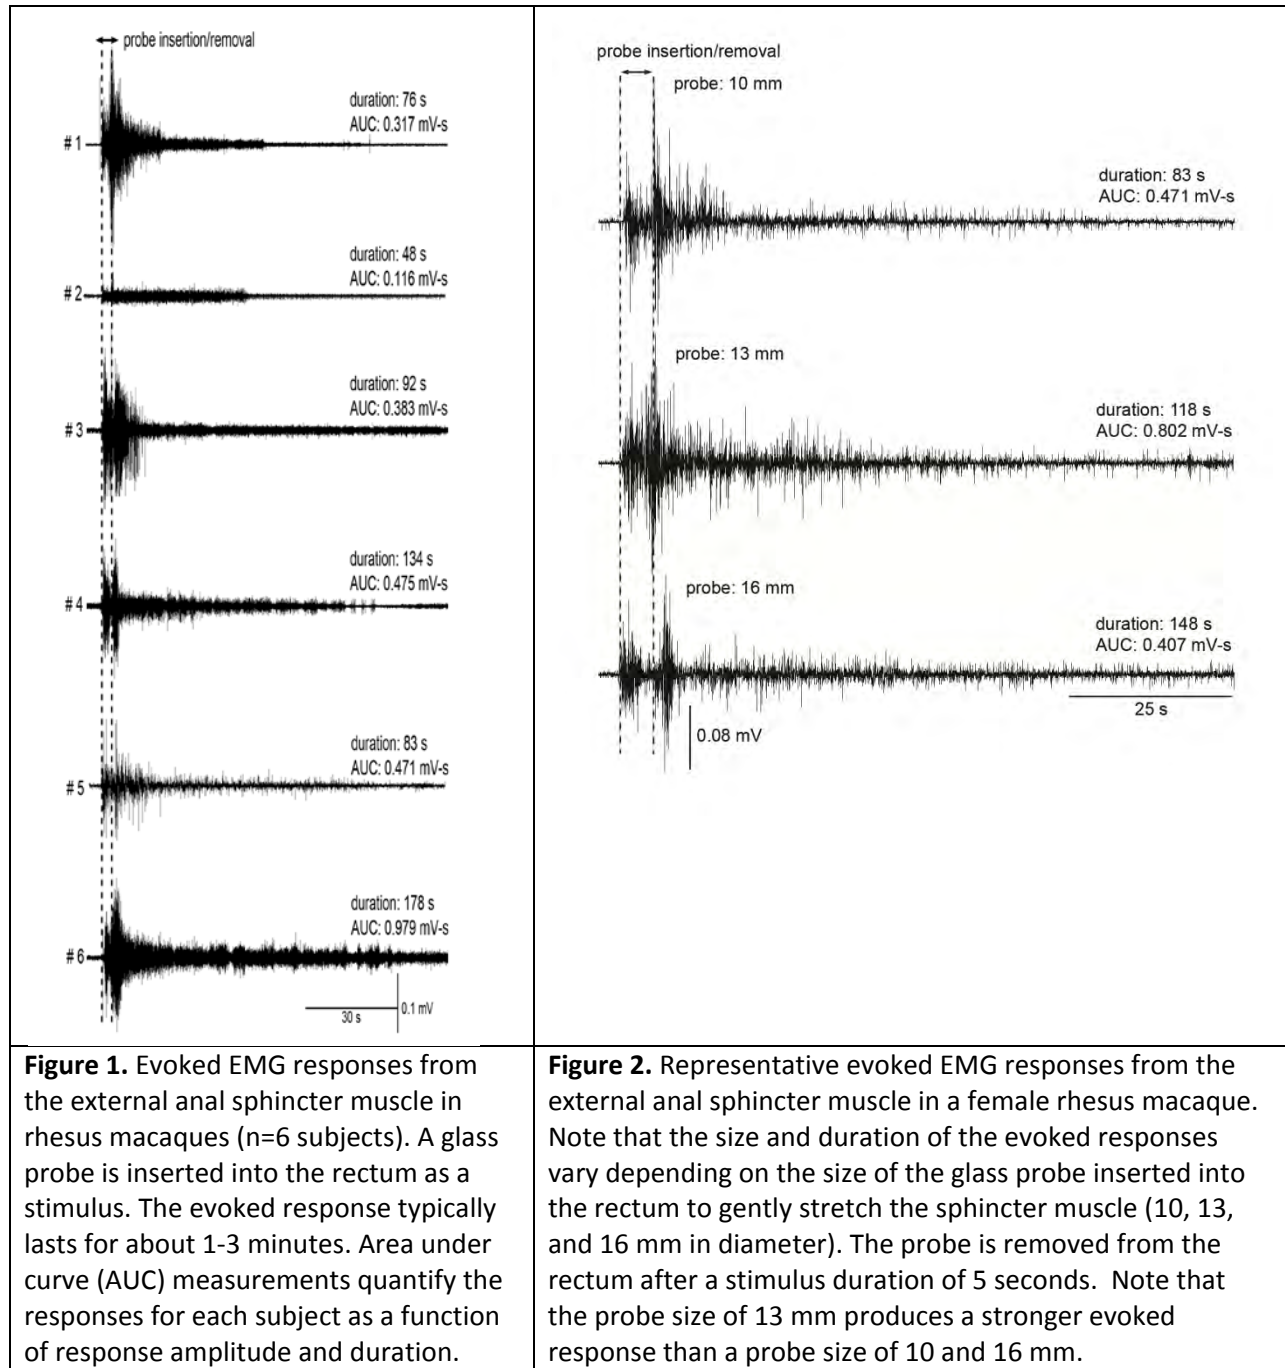 probe insertion/removal
duration: 76 s
AUC: 0.317 mV-s
#1
duration: 48 s
AUC: 0.116 mV-s
#2
duration: 92 s
AUC: 0.383 mV-s
#3
duration: 134 s
AUC: 0.475 mV-s
#4
duration: 83 s
AUC: 0.471 mV-s
#5
duration: 178 s
AUC: 0.979 mV-s
#6
30 s
0.1 mV
probe insertion/removal
probe: 10 mm
duration: 83 s
AUC: 0.471 mV-s
probe: 13 mm
duration: 118 s
AUC: 0.802 mV-s
probe: 16 mm
duration: 148 s
AUC: 0.407 mV-s
25 s
0.08 mV
Figure 1. Evoked EMG responses from
the external anal sphincter muscle in
rhesus macaques (n=6 subjects). A glass
probe is inserted into the rectum as a
stimulus. The evoked response typically
lasts for about 1-3 minutes. Area under
curve (AUC) measurements quantify the
responses for each subject as a function
of response amplitude and duration.
Figure 2. Representative evoked EMG responses from the
external anal sphincter muscle in a female rhesus macaque.
Note that the size and duration of the evoked responses
vary depending on the size of the glass probe inserted into
the rectum to gently stretch the sphincter muscle (10, 13,
and 16 mm in diameter). The probe is removed from the
rectum after a stimulus duration of 5 seconds. Note that
the probe size of 13 mm produces a stronger evoked
response than a probe size of 10 and 16 mm.